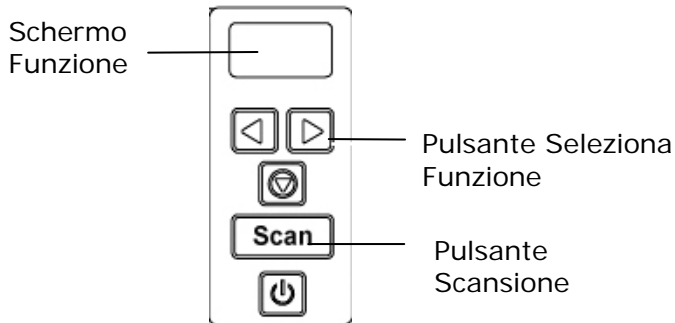 Schermo
Funzione
Pulsante Seleziona
Funzione
Scan
Pulsante
Scansione